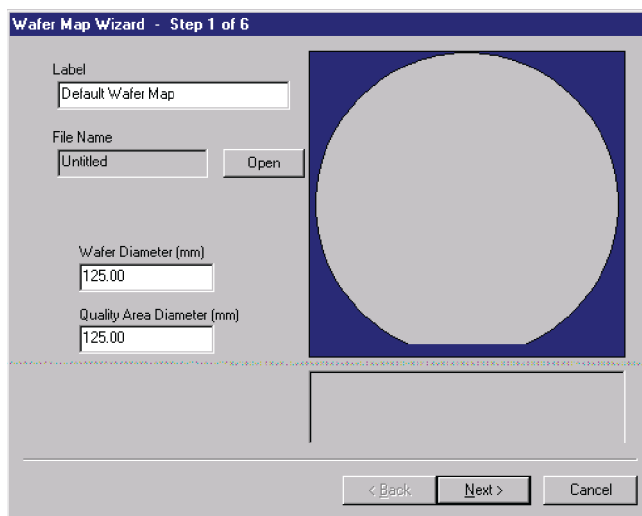 Wafer Map Wizard - Step 1 of 6
Label
Default Wafer Map
File Name
Untitled
Open
Wafer Diameter (mm)
125.00
Quality Area Diameter (mm)
125.00
< Back
Next >
Cancel